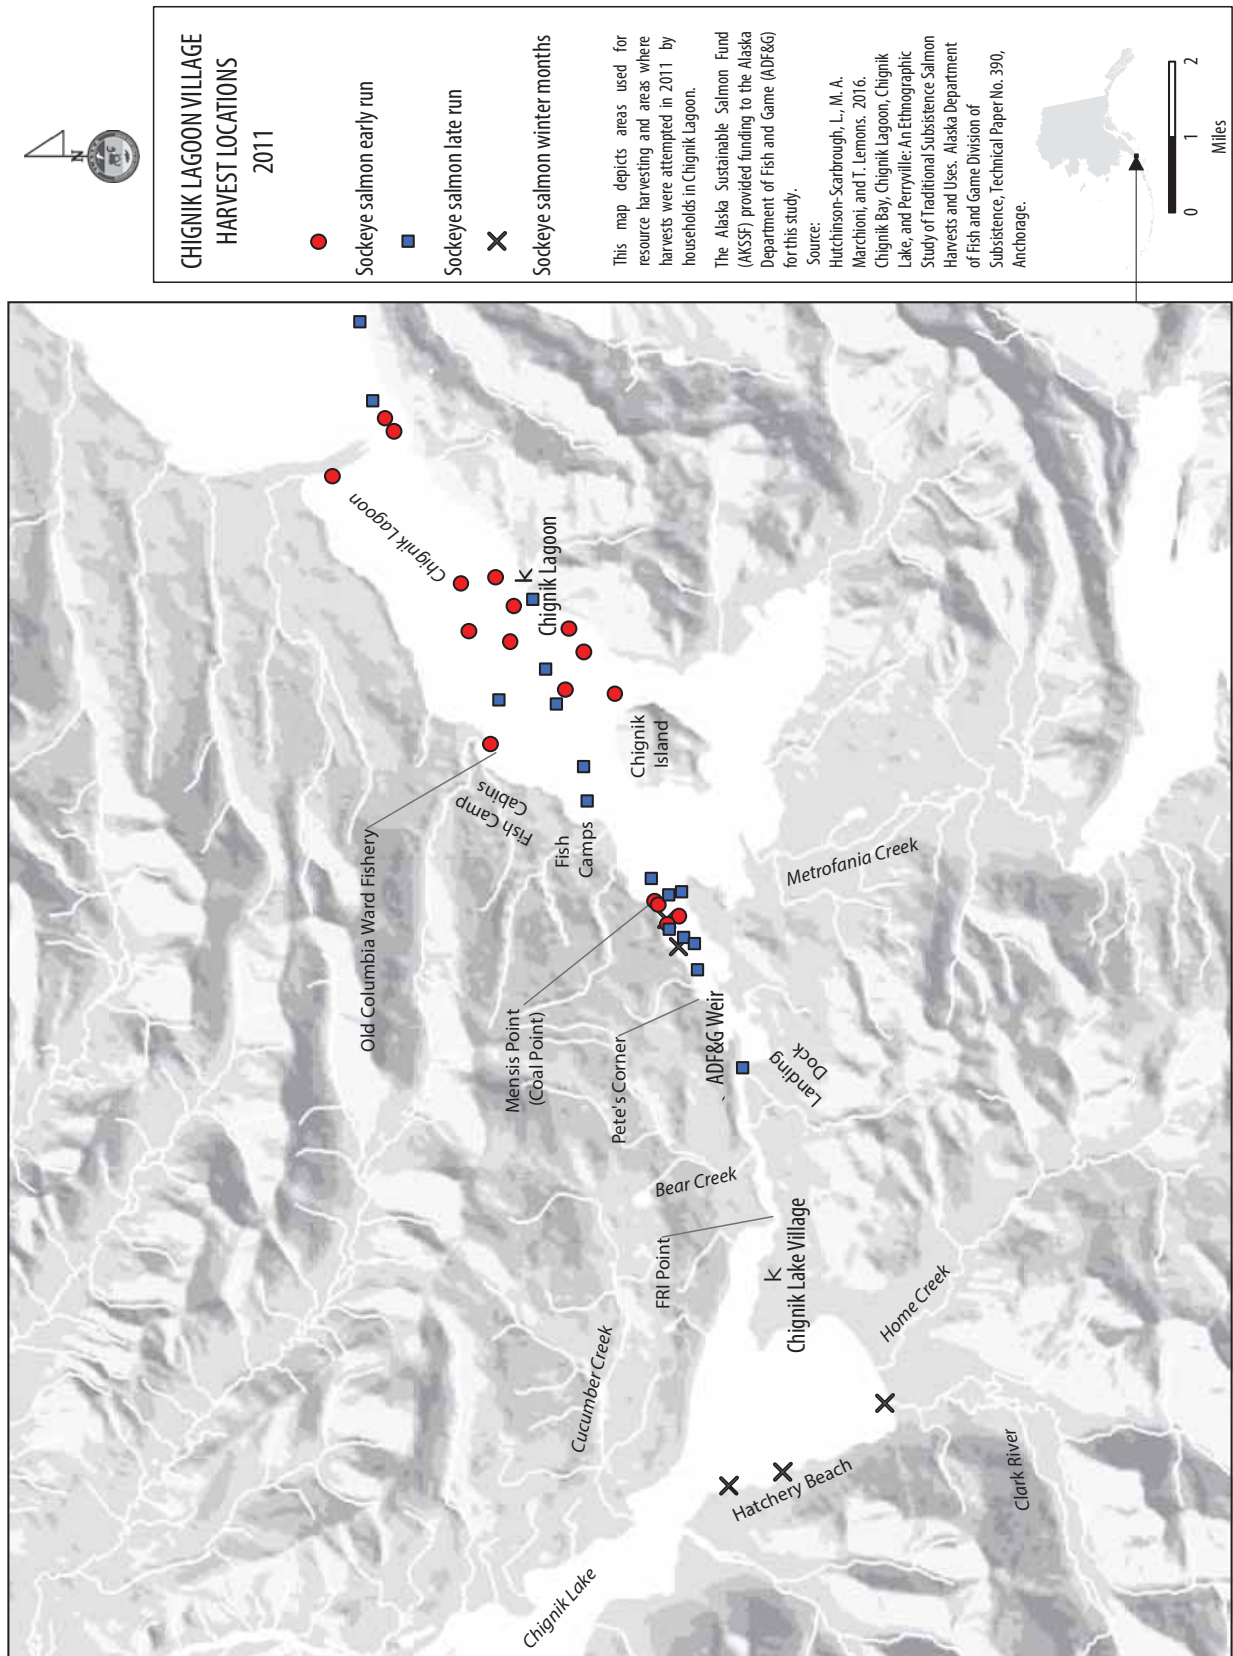 CHIGNIK LAGOON VILLAGE
HARVEST LOCATIONS
2011
N
Sockeye salmon early run
Sockeye salmon late run
Sockeye salmon winter months
This map depicts areas used for
resource harvesting and areas where
harvests were attempted in 2011 by
households in Chignik Lagoon.
The Alaska Sustainable Salmon Fund
(AKSSF) provided funding to the Alaska
Department of Fish and Game (ADF&G)
for this study.
Source:
Hutchinson-Scarbrough, L., M. A.
Marchioni, and T. Lemons. 2016.
Chignik Bay, Chignik Lagoon, Chignik
Lake, and Perryville: An Ethnographic
Study of Traditional Subsistence Salmon
Harvests and Uses. Alaska Department
of Fish and Game Division of
Subsistence, Technical Paper No. 390,
Anchorage.
0 1 2
Miles
Chignik Lagoon
Chignik Lagoon
Old Columbia Ward Fishery
Fish Camp
Cabins
Fish
Camps
Chignik
Island
Mensis Point
(Coal Point)
Metrofania Creek
Pete's Corner
ADF&G Weir
Landing
Dock
Bear Creek
FRI Point
Chignik Lake Village
Home Creek
Cucumber Creek
Hatchery Beach
Clark River
Chignik Lake